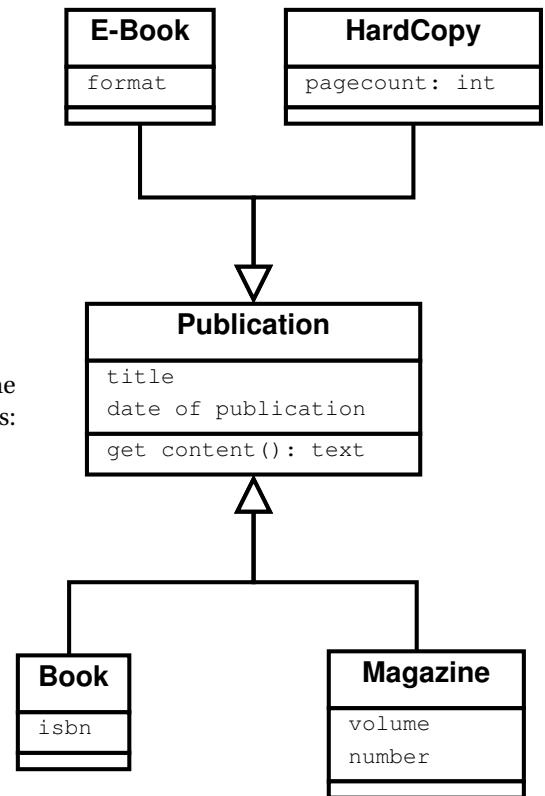 E-Book
format
HardCopy
pagecount: int
Publication
title
date of publication
get content(): text
Book
isbn
Magazine
volume
number